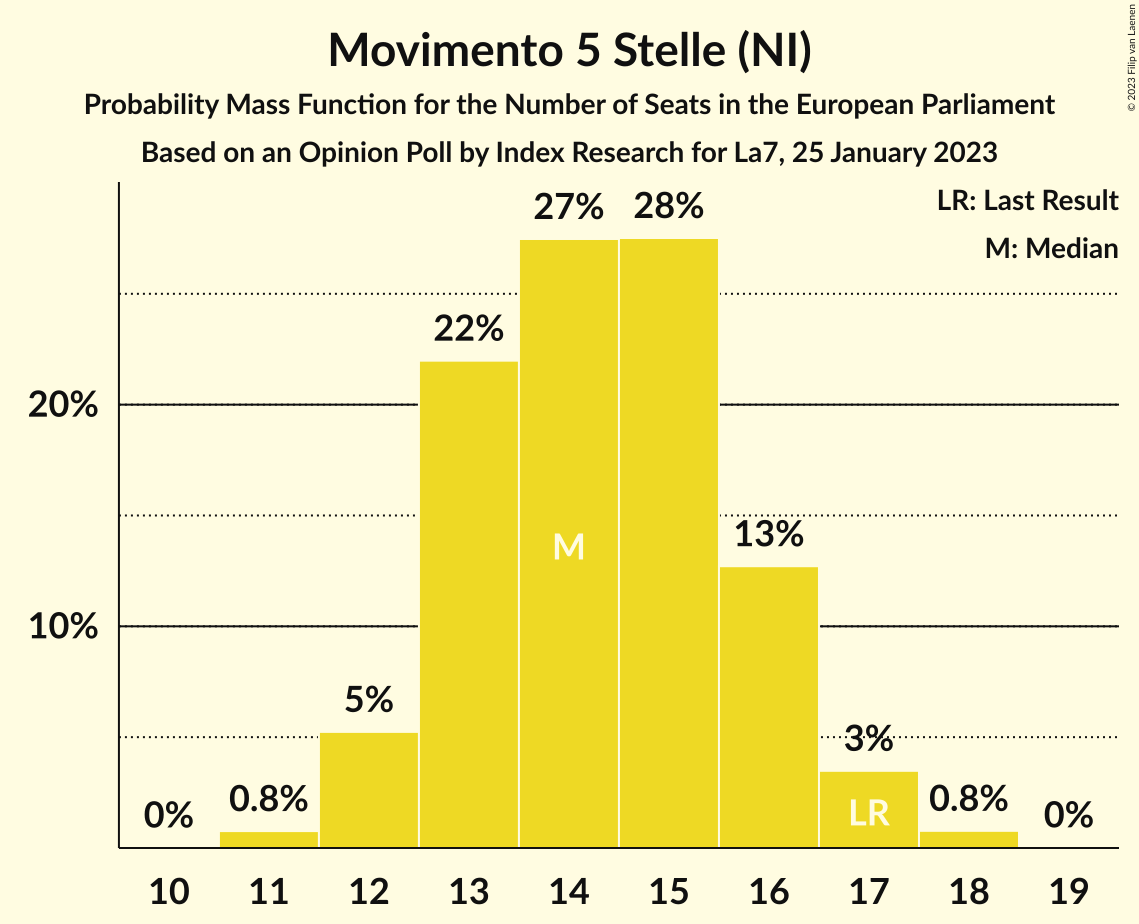 Movimento 5 Stelle (NI)
Probability Mass Function for the Number of Seats in the European Parliament
Based on an Opinion Poll by Index Research for La7, 25 January 2023
© 2023 Filip van Laenen
LR: Last Result
M: Median
27%
28%
22%
20%
13%
M
10%
5%
3%
0.8%
0.8%
0%
0%
LR
10 11 12 13 14 15 16 17 18 19